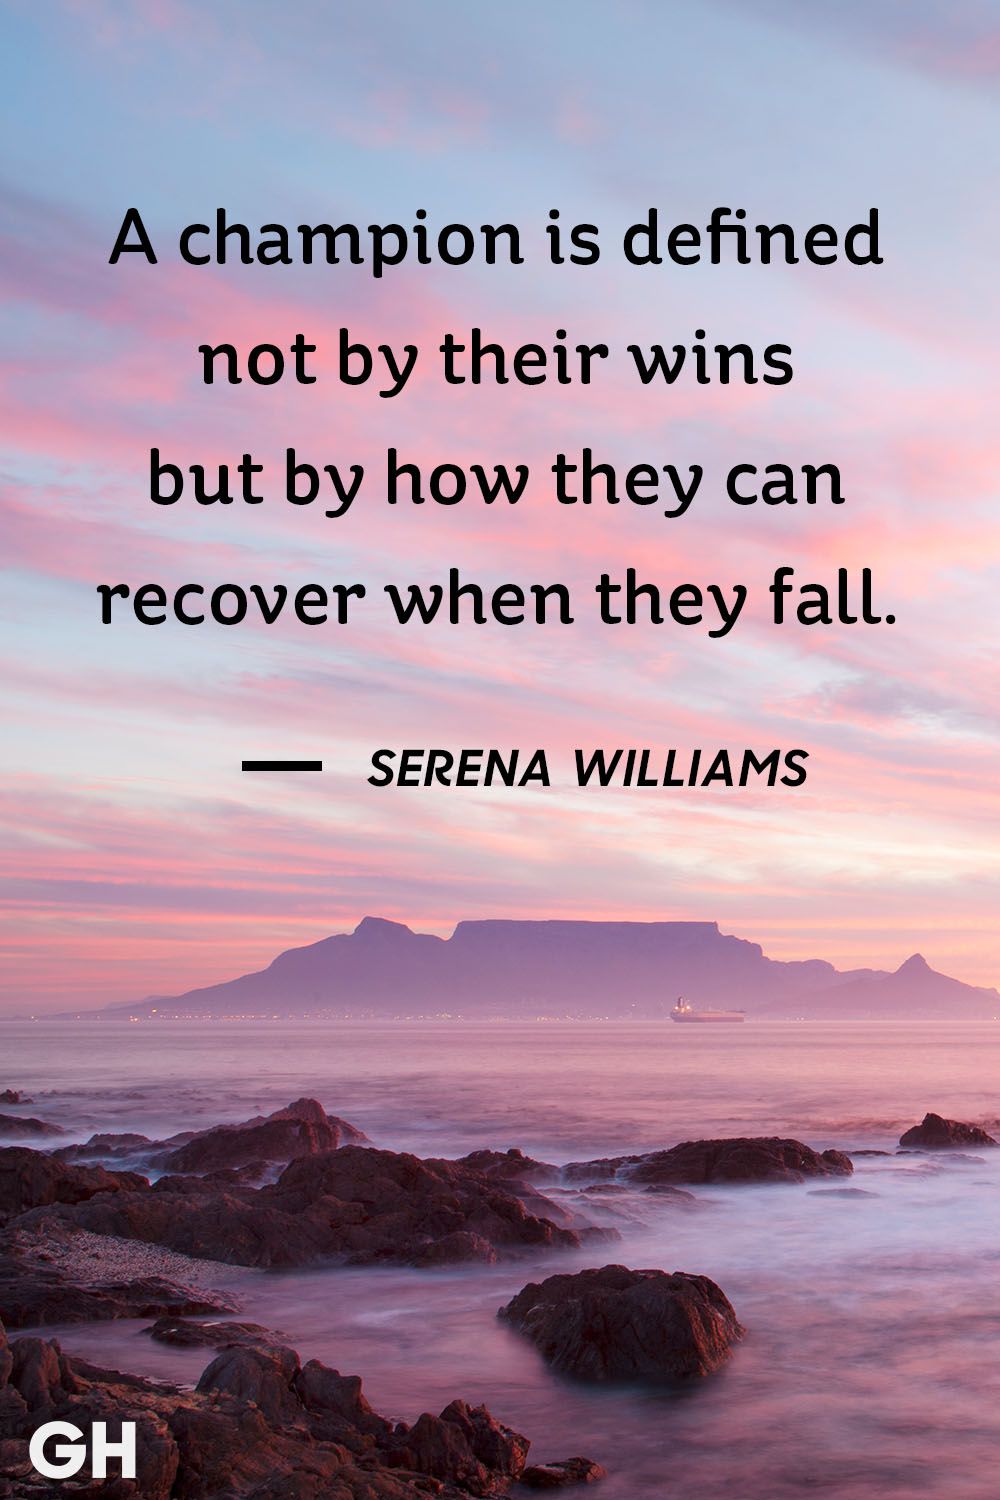 A champion is defined
not by their wins
but by how they can
recover when they fall.
— SERENA WILLIAMS
GH